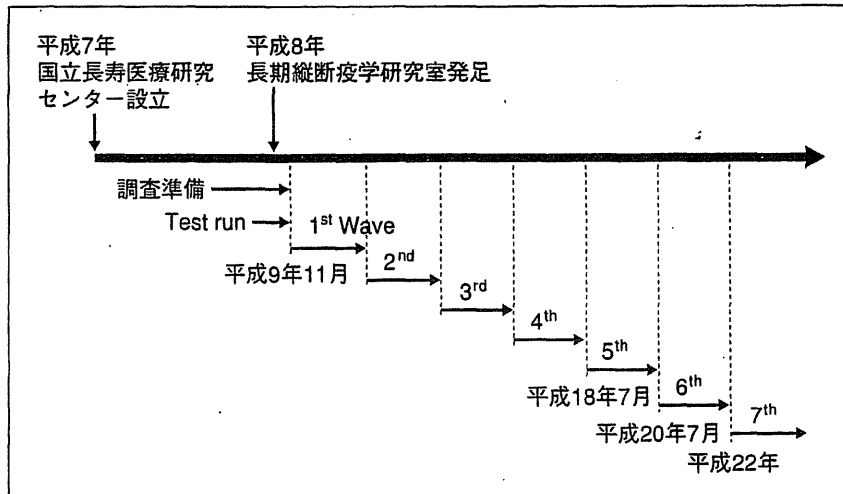 平成7年
国立長寿医療研究
センター設立
平成8年
長期縦断疫学研究室発足
調査準備
Test run
1st Wave
平成9年11月
2nd
3rd
4th
5th
平成18年7月
6th
平成20年7月
7th
平成22年